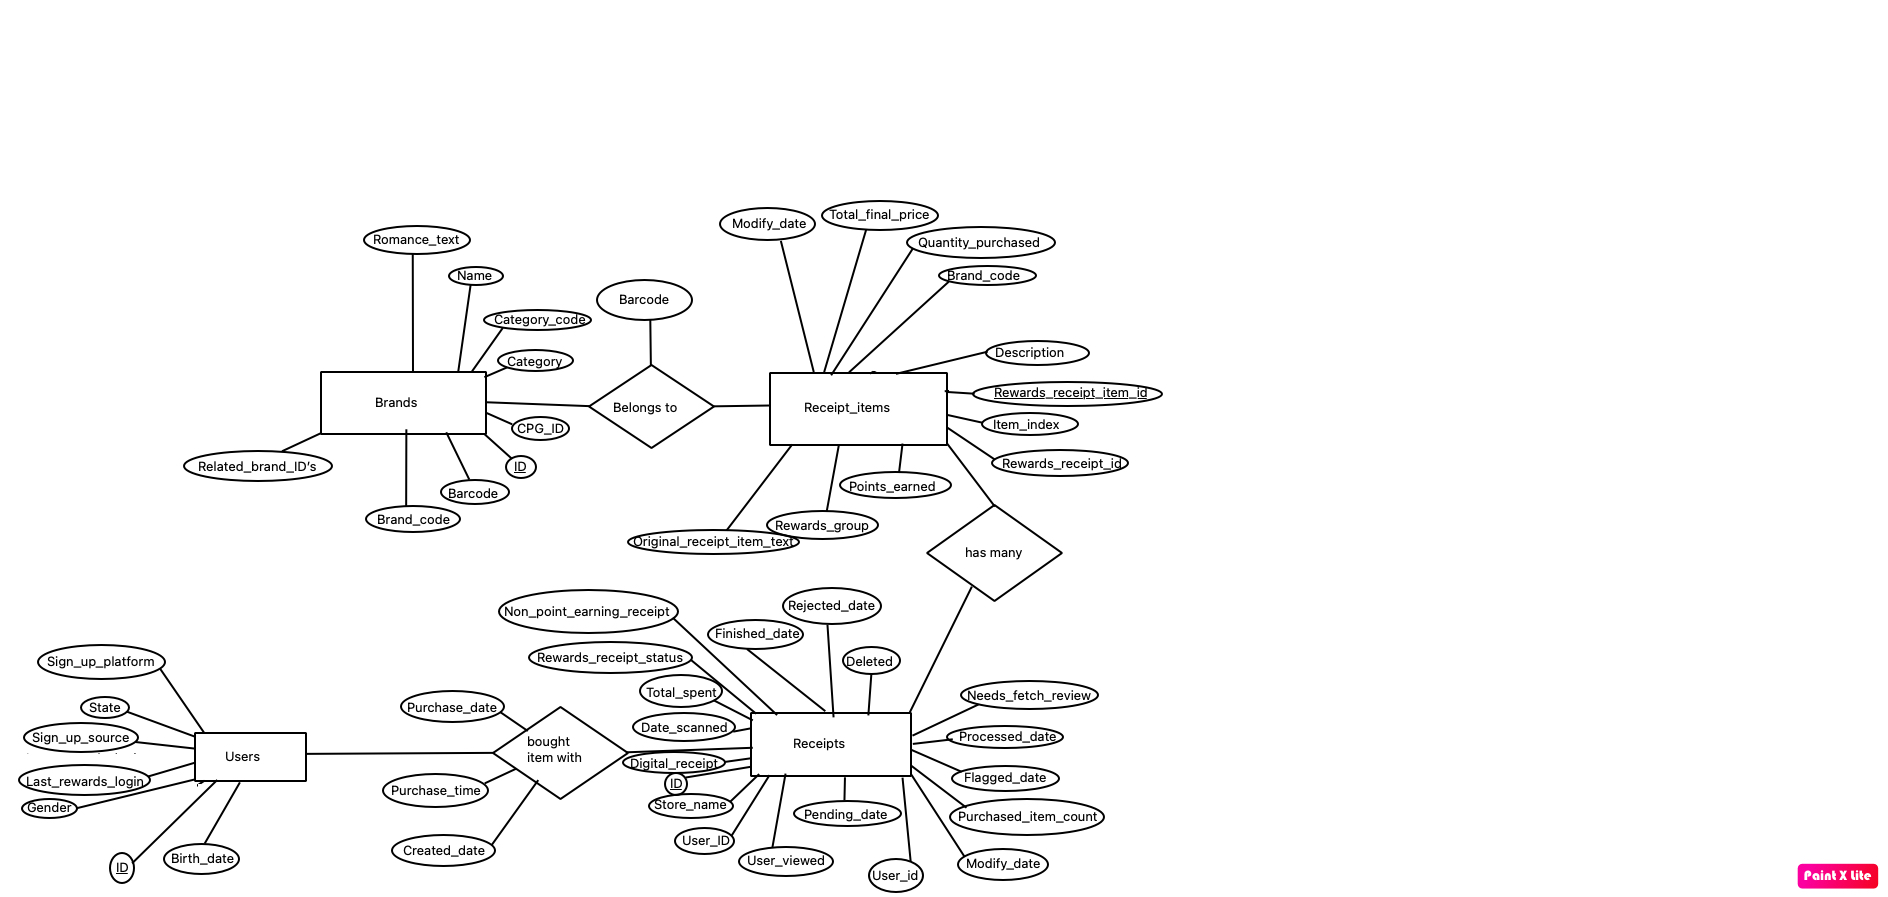 Total_final_price
Modify_date
Quantity_purchased
Romance_text
Name
Brand_code
Barcode
Category_code
Category
Description
Rewards_receipt_item_id
Brands
Belongs to
Receipt_items
Item_index
CPG_ID
Related_brand_ID's
ID
Rewards_receipt_id
Barcode
Points_earned
Brand_code
Rewards_group
Original_receipt_item_text
has many
Non_point_earning_receipt
Rejected_date
Finished_date
Rewards_receipt_status
Deleted
Sign_up_platform
Total_spent
Needs_fetch_review
State
Purchase_date
Date_scanned
Sign_up_source
Processed_date
Users
bought
item with
Receipts
Digital_receipt
Last_rewards_login
Flagged_date
ID
Gender
Purchase_time
Store_name
Pending_date
Purchased_item_count
User_ID
Created_date
Birth_date
User_viewed
Modify_date
ID
User_id
Paint X Lite